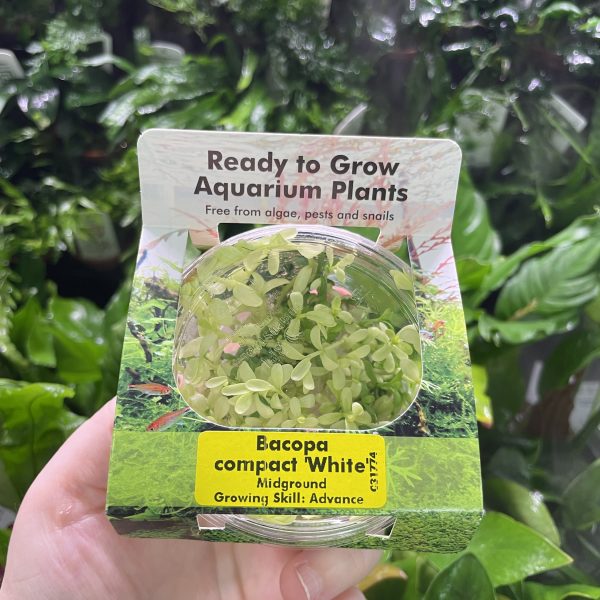 Ready to Grow
Aquarium Plants
Free from algae, pests and snails
Bacopa
compact 'White'
Midground
Growing Skill: Advance
C31774